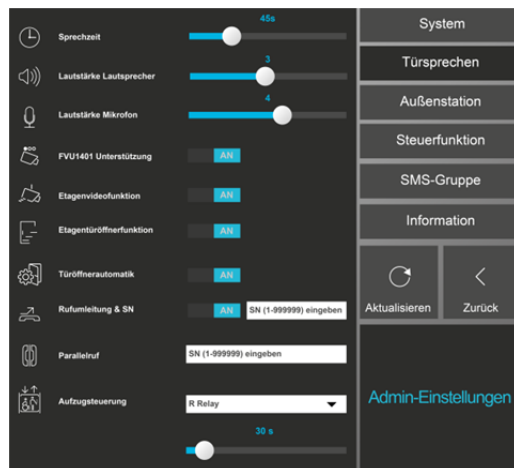 45s
Sprechzeit
3
Lautstärke Lautsprecher
4
Lautstärke Mikrofon
FVU1401 Unterstützung
AN
Etagenvideofunktion
AN
Etagentüröffnerfunktion
AN
Türöffnerautomatik
AN
Rufumleitung & SN
AN
SN (1-999999) eingeben
Parallelruf
SN (1-999999) eingeben
Aufzugsteuerung
R Relay
30 s
System
Türsprechen
Außenstation
Steuerfunktion
SMS-Gruppe
Information
Aktualisieren
Zurück
Admin-Einstellungen